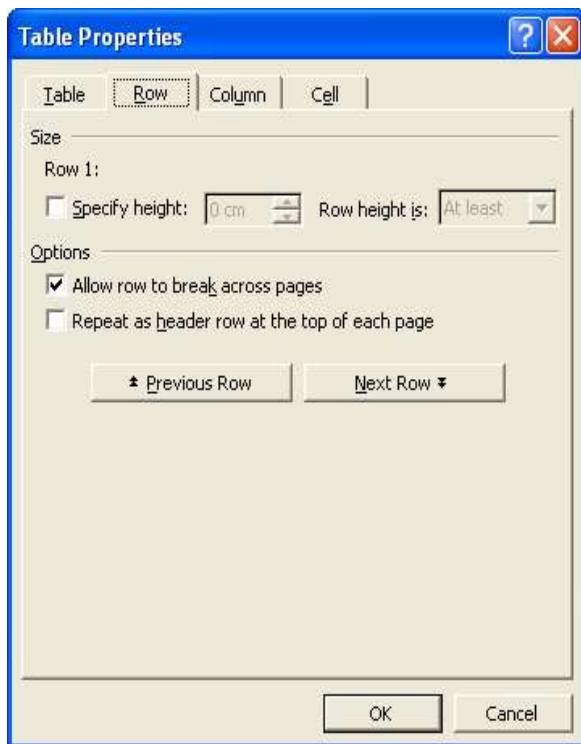 Table Properties ?
Table Row Column Cell
Size
Row 1:
Specify height: 0 cm Row height is: At least
Options
Allow row to break across pages
Repeat as header row at the top of each page
Previous Row Next Row
OK Cancel